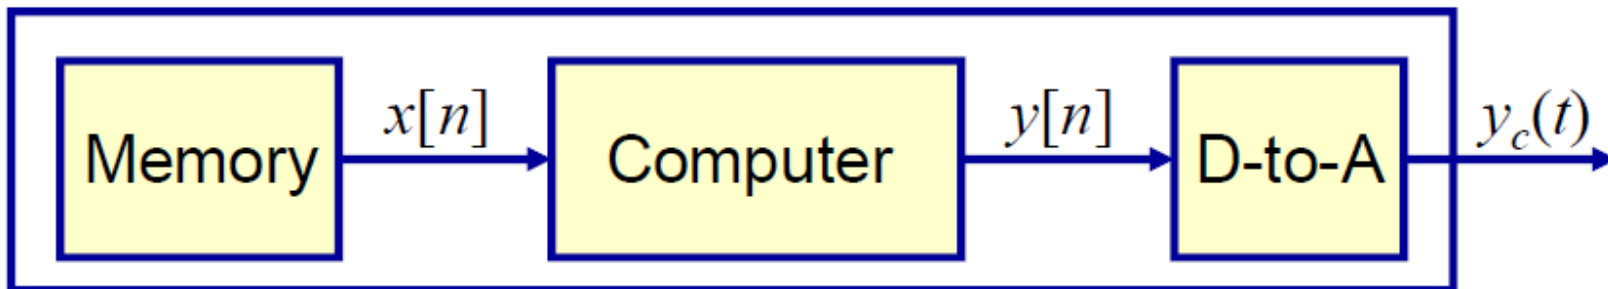 Memory x[n] Computer y[n] D-to-A y_c(t)